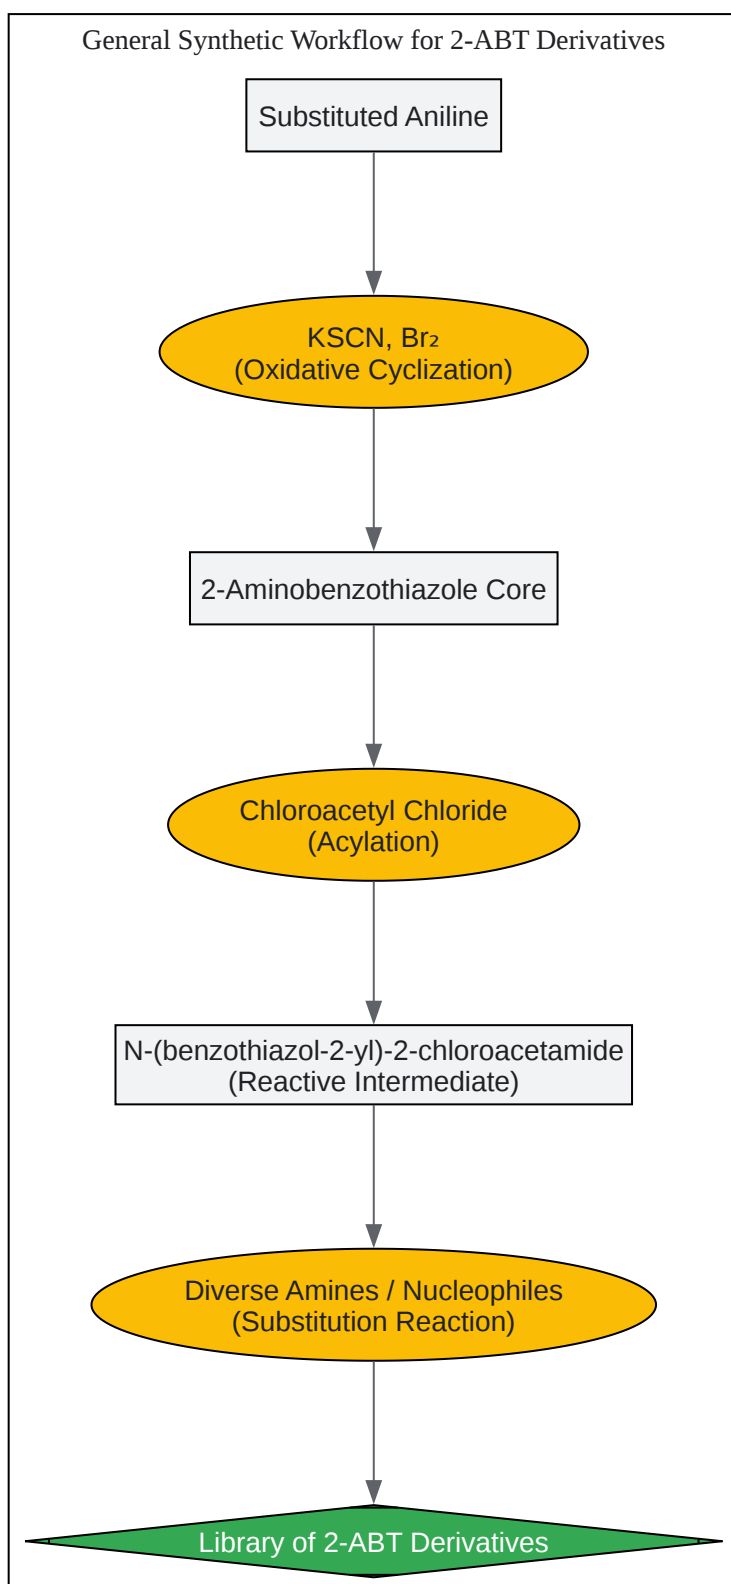 General Synthetic Workflow for 2-ABT Derivatives
Substituted Aniline
KSCN, Br₂
(Oxidative Cyclization)
2-Aminobenzothiazole Core
Chloroacetyl Chloride
(Acylation)
N-(benzothiazol-2-yl)-2-chloroacetamide
(Reactive Intermediate)
Diverse Amines / Nucleophiles
(Substitution Reaction)
Library of 2-ABT Derivatives